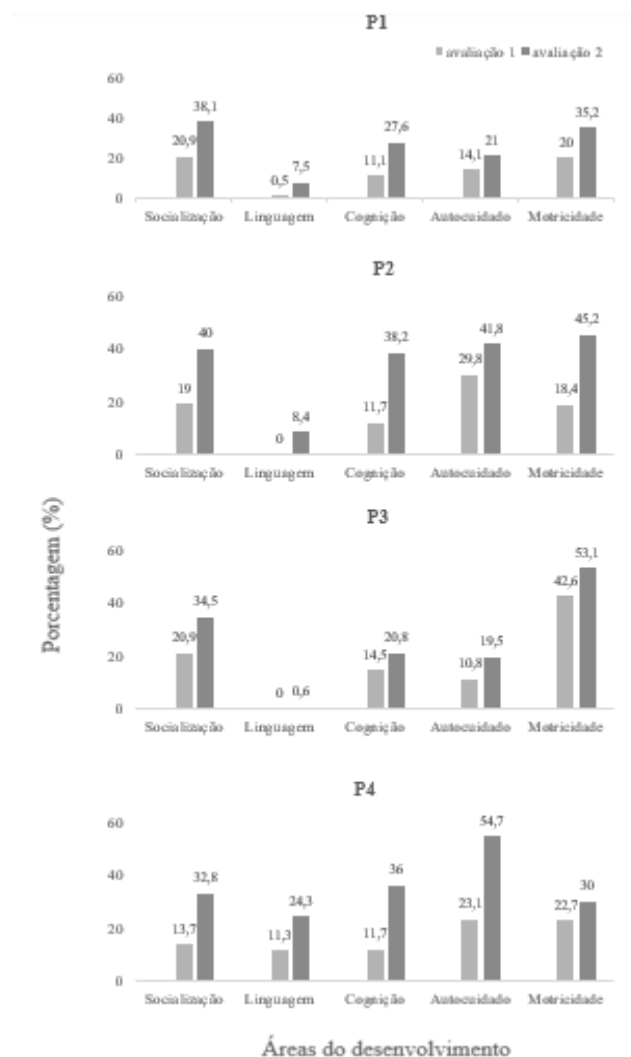 P1
avaliação 1 avaliação 2
60
40
20
0
20,9 38,1 0,5 7,5 11,1 27,6 14,1 21 20 35,2
Socialização Linguagem Cognição Autocuidado Motricidade
P2
60
40
20
0
19 40 0 8,4 11,7 38,2 29,8 41,8 18,4 45,2
Socialização Linguagem Cognição Autocuidado Motricidade
P3
60
40
20
0
20,9 34,5 0 0,6 14,5 20,8 10,8 19,5 42,6 53,1
Socialização Linguagem Cognição Autocuidado Motricidade
P4
60
40
20
0
13,7 32,8 11,3 24,3 11,7 36 23,1 54,7 22,7 30
Socialização Linguagem Cognição Autocuidado Motricidade
Porcentagem (%)
Áreas do desenvolvimento